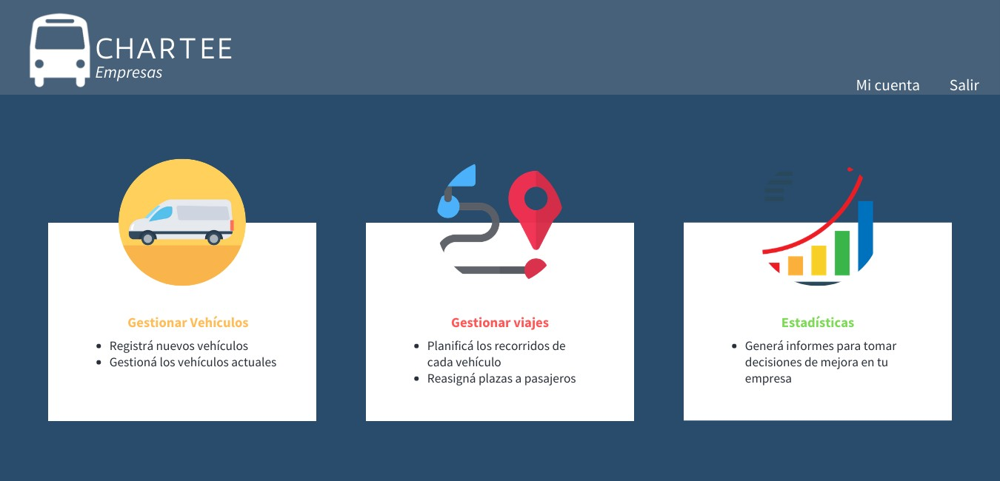 CHARTEE
Empresas
Mi cuenta
Salir
Gestionar Vehículos
Registrá nuevos vehículos
Gestioná los vehículos actuales
Gestionar viajes
Planificá los recorridos de
cada vehículo
Reasigná plazas a pasajeros
Estadísticas
Generá informes para tomar
decisiones de mejora en tu
empresa